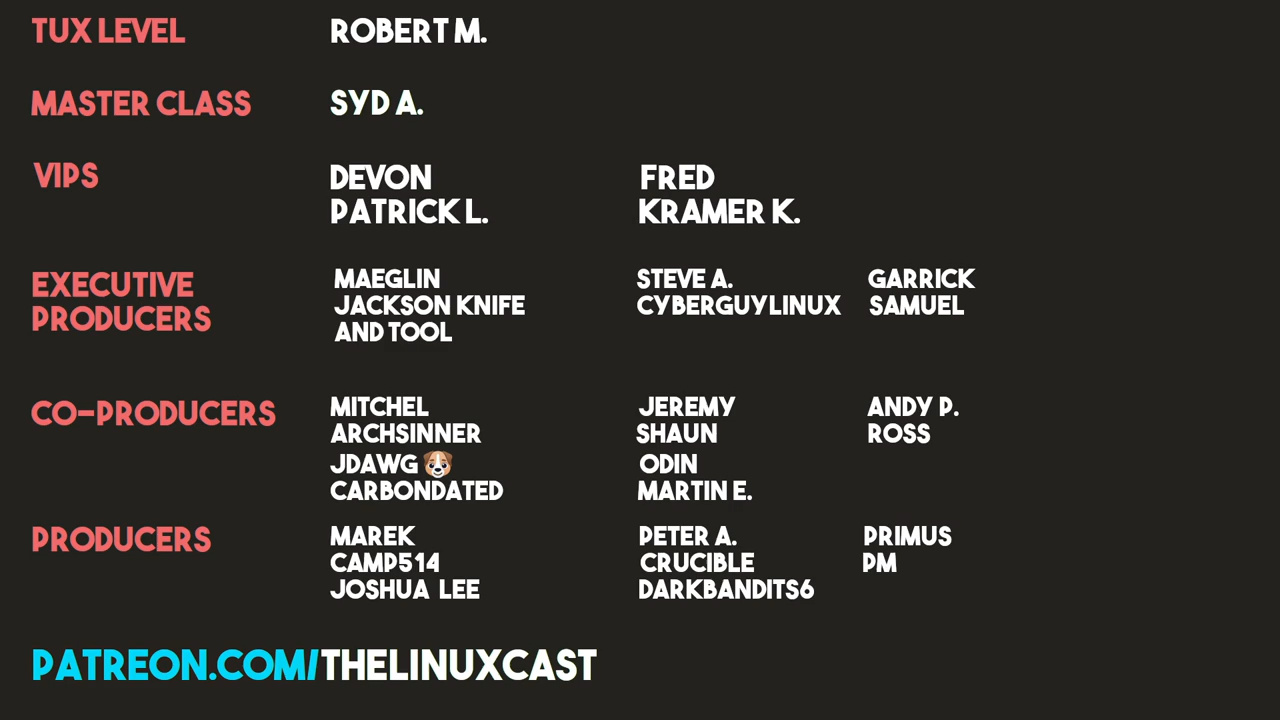 TUX LEVEL ROBERT M.
MASTER CLASS SYD A.
VIPS DEVON FRED
PATRICK L. KRAMER K.
EXECUTIVE MAEGLIN STEVE A. GARRICK
PRODUCERS JACKSON KNIFE CYBERGUYLINUX SAMUEL
AND TOOL
CO-PRODUCERS MITCHEL JEREMY ANDY P.
ARCHSINNER SHAUN ROSS
JDAWG 🐶 ODIN
CARBONDATED MARTIN E.
PRODUCERS MAREK PETER A. PRIMUS
CAMP514 CRUCIBLE PM
JOSHUA LEE DARKBANDITS6
PATREON.COM/THELINUXCAST